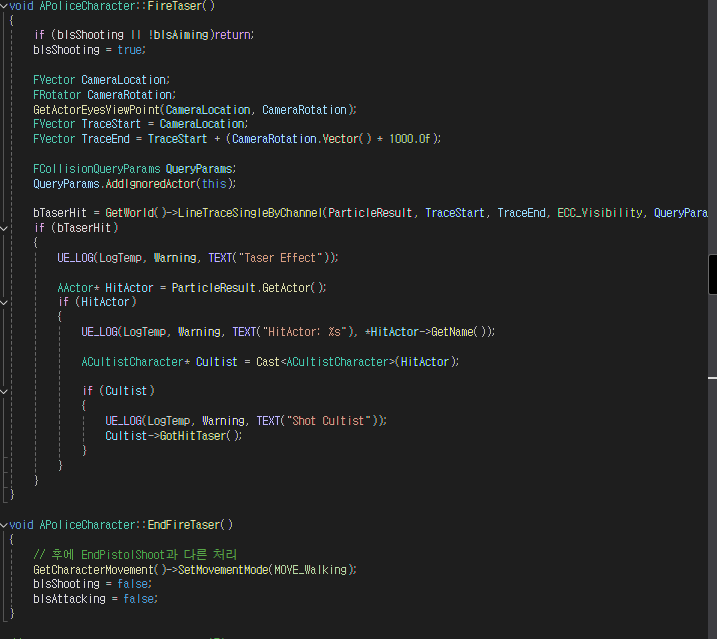 void APoliceCharacter::FireTaser()
{
if (bIsShooting || !bIsAiming)return;
bIsShooting = true;
FVector CameraLocation;
FRotator CameraRotation;
GetActorEyesViewPoint(CameraLocation, CameraRotation);
FVector TraceStart = CameraLocation;
FVector TraceEnd = TraceStart + (CameraRotation.Vector() * 1000.0f);
FCollisionQueryParams QueryParams;
QueryParams.AddIgnoredActor(this);
bTaserHit = GetWorld()->LineTraceSingleByChannel(ParticleResult, TraceStart, TraceEnd, ECC_Visibility, QueryPara
if (bTaserHit)
{
UE_LOG(LogTemp, Warning, TEXT("Taser Effect"));
AActor* HitActor = ParticleResult.GetActor();
if (HitActor)
{
UE_LOG(LogTemp, Warning, TEXT("HitActor: %s"), *HitActor->GetName());
ACultistCharacter* Cultist = Cast<ACultistCharacter>(HitActor);
if (Cultist)
{
UE_LOG(LogTemp, Warning, TEXT("Shot Cultist"));
Cultist->GotHitTaser();
}
}
}
}
void APoliceCharacter::EndFireTaser()
{
// 후에 EndPistolShoot과 다른 처리
GetCharacterMovement()->SetMovementMode(MOVE_Walking);
bIsShooting = false;
bIsAttacking = false;
}